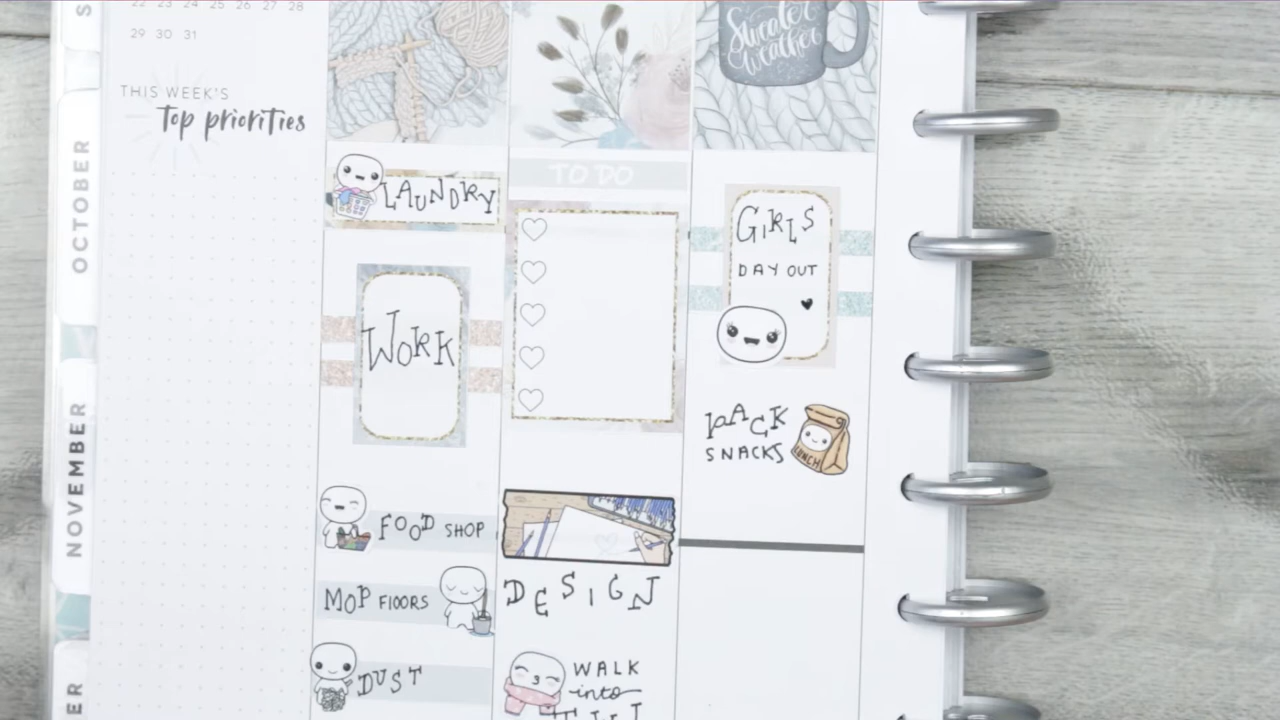 22 23 24 25 26 27 28
29 30 31
THIS WEEK'S
Top priorities
OCTOBER
NOVEMBER
ER
S
LAUNDRY
WORK
FOOD SHOP
MOP FlOORS
DUST
TO DO
DESIGN
WALK
into
Sweater
Weather
GIRLS
DAY OUT
PACK
SNACKS
LUNCH